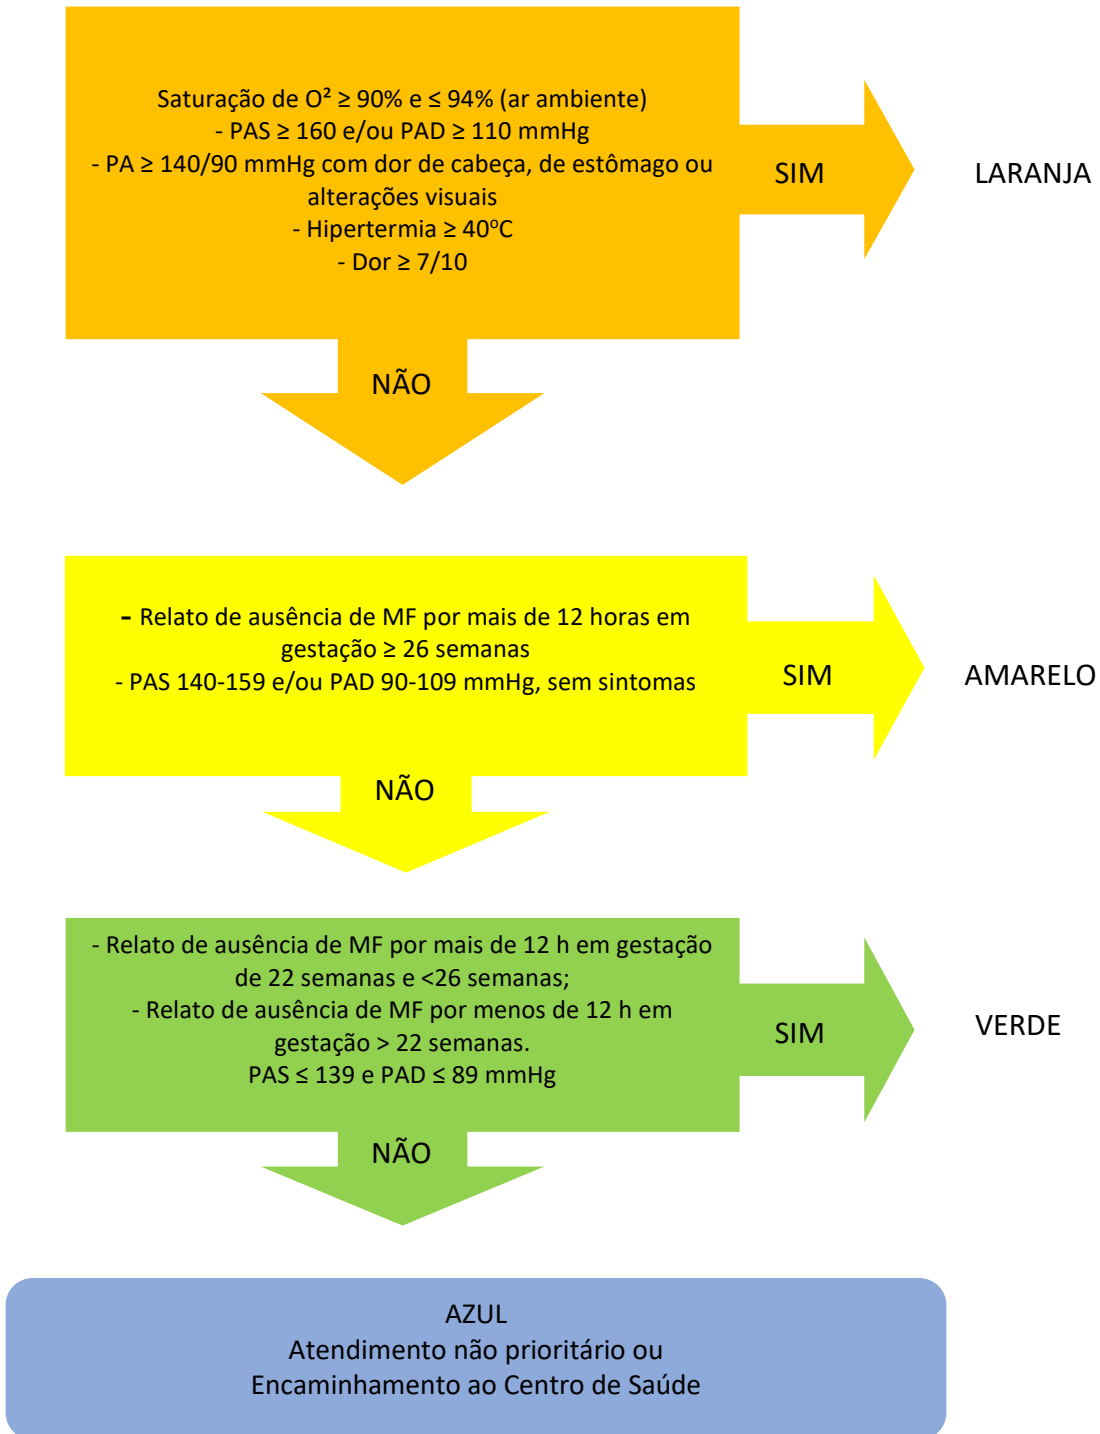 Saturação de O² ≥ 90% e ≤ 94% (ar ambiente)
- PAS ≥ 160 e/ou PAD ≥ 110 mmHg
- PA ≥ 140/90 mmHg com dor de cabeça, de estômago ou
alterações visuais
- Hipertermia ≥ 40ºC
- Dor ≥ 7/10
SIM
LARANJA
NÃO
- Relato de ausência de MF por mais de 12 horas em
gestação ≥ 26 semanas
- PAS 140-159 e/ou PAD 90-109 mmHg, sem sintomas
SIM
AMARELO
NÃO
- Relato de ausência de MF por mais de 12 h em gestação
de 22 semanas e <26 semanas;
- Relato de ausência de MF por menos de 12 h em
gestação > 22 semanas.
PAS ≤ 139 e PAD ≤ 89 mmHg
SIM
VERDE
NÃO
AZUL
Atendimento não prioritário ou
Encaminhamento ao Centro de Saúde